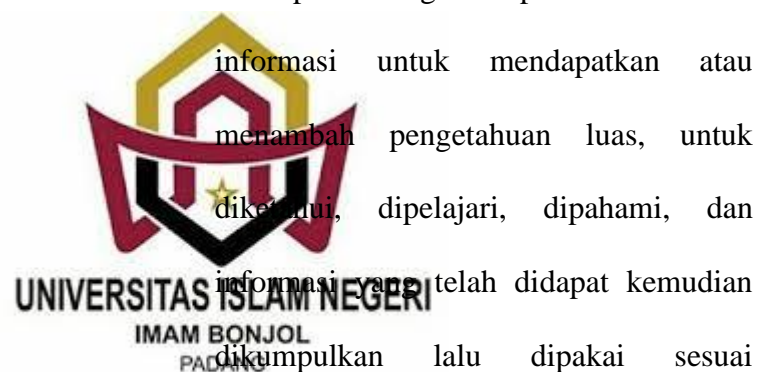 informasi untuk mendapatkan atau
menambah pengetahuan luas, untuk
diketahui, dipelajari, dipahami, dan
informasi yang telah didapat kemudian
dikumpulkan lalu dipakai sesuai
UNIVERSITAS ISLAM NEGERI
IMAM BONJOL
PADANG